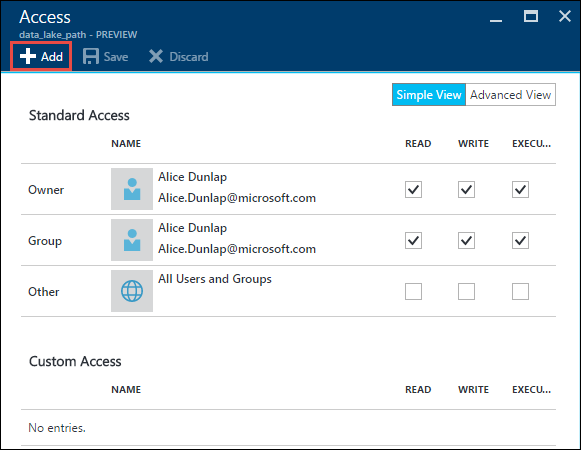 Access
data_lake_path - PREVIEW
Add Save Discard
Simple View Advanced View
Standard Access
NAME READ WRITE EXECU...
Owner
Alice Dunlap
Alice.Dunlap@microsoft.com
Group
Alice Dunlap
Alice.Dunlap@microsoft.com
Other
All Users and Groups
Custom Access
NAME READ WRITE EXECU...
No entries.